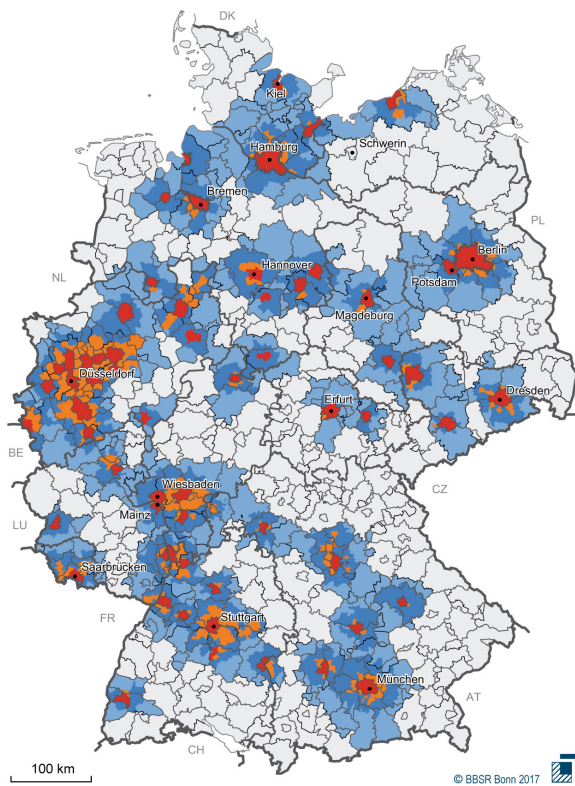 DK
Kiel
Schwerin
Hamburg
Bremen
PL
Berlin
Hannover
NL
Potsdam
Magdeburg
Düsseldorf
Dresden
Erfurt
BE
Wiesbaden
CZ
Mainz
LU
Saarbrücken
FR
Stuttgart
München
AT
CH
100 km
© BBSR Bonn 2017